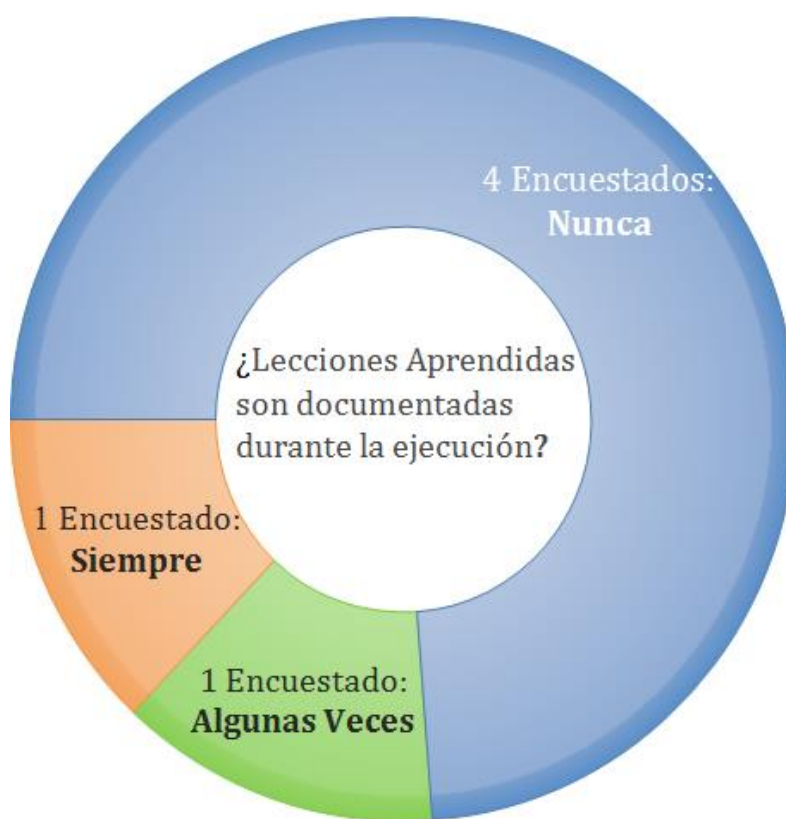 4 Encuestados:
Nunca
¿Lecciones Aprendidas
son documentadas
durante la ejecución?
1 Encuestado:
Siempre
1 Encuestado:
Algunas Veces